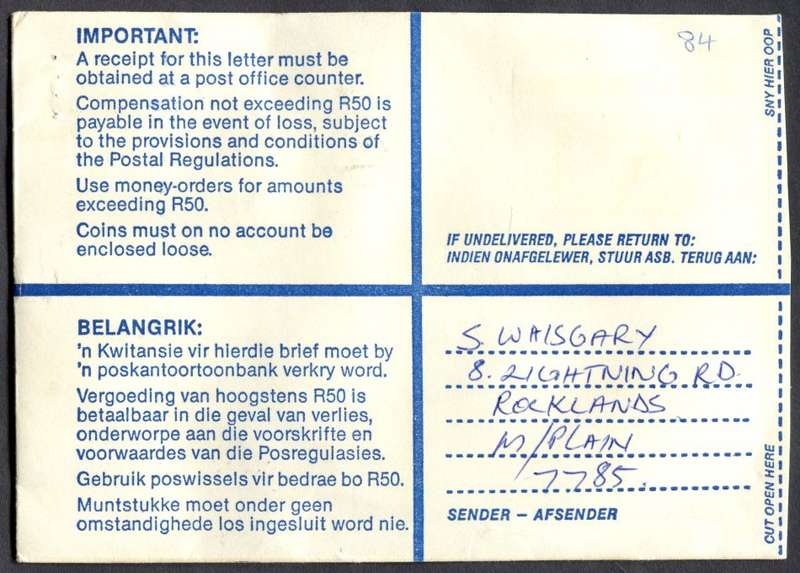 IMPORTANT:
A receipt for this letter must be
obtained at a post office counter.
Compensation not exceeding R50 is
payable in the event of loss, subject
to the provisions and conditions of
the Postal Regulations.
Use money-orders for amounts
exceeding R50.
Coins must on no account be
enclosed loose.
84
SNY HIER OOP
IF UNDELIVERED, PLEASE RETURN TO:
INDIEN ONAFGELEWER, STUUR ASB. TERUG AAN:
BELANGRIK:
'n Kwitansie vir hierdie brief moet by
'n poskantoortoonbank verkry word.
Vergoeding van hoogstens R50 is
betaalbaar in die geval van verlies,
onderworpe aan die voorskrifte en
voorwaardes van die Posregulasies.
Gebruik poswissels vir bedrae bo R50.
Muntstukke moet onder geen
omstandighede los ingesluit word nie.
S. WAISGARY
8. LIGHTNING RD.
ROCKLANDS
M/PLAIN
7785.
SENDER – AFSENDER
CUT OPEN HERE